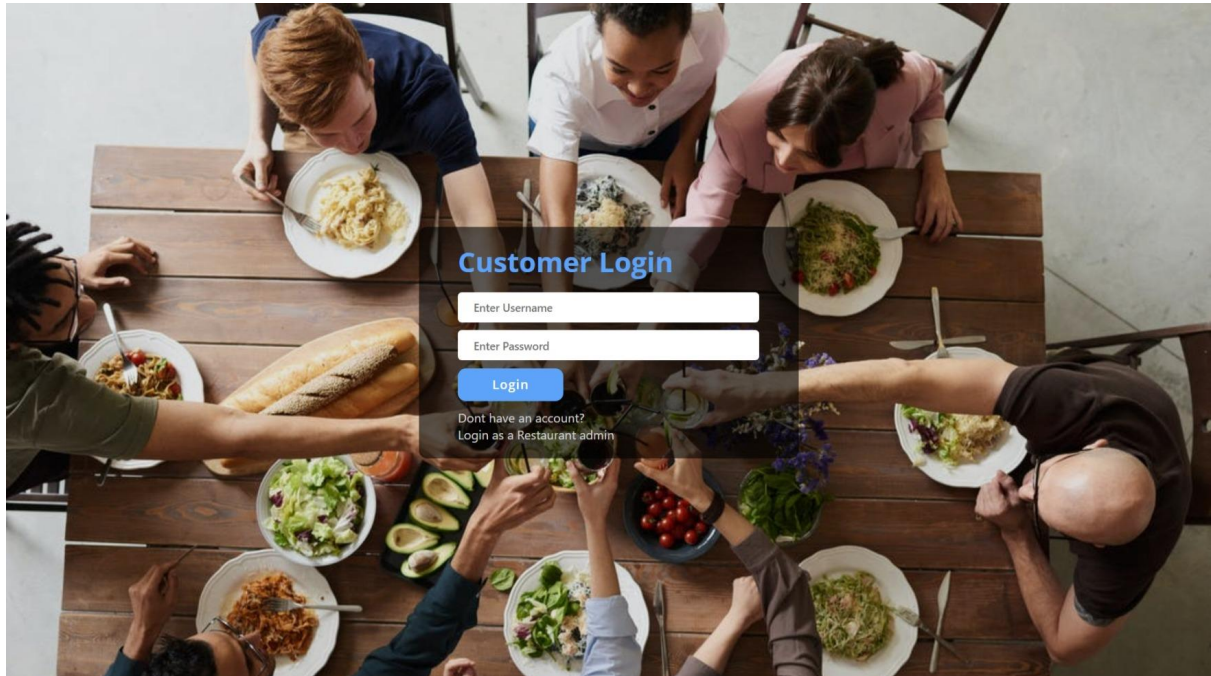 Customer Login
Enter Username
Enter Password
Login
Dont have an account?
Login as a Restaurant admin